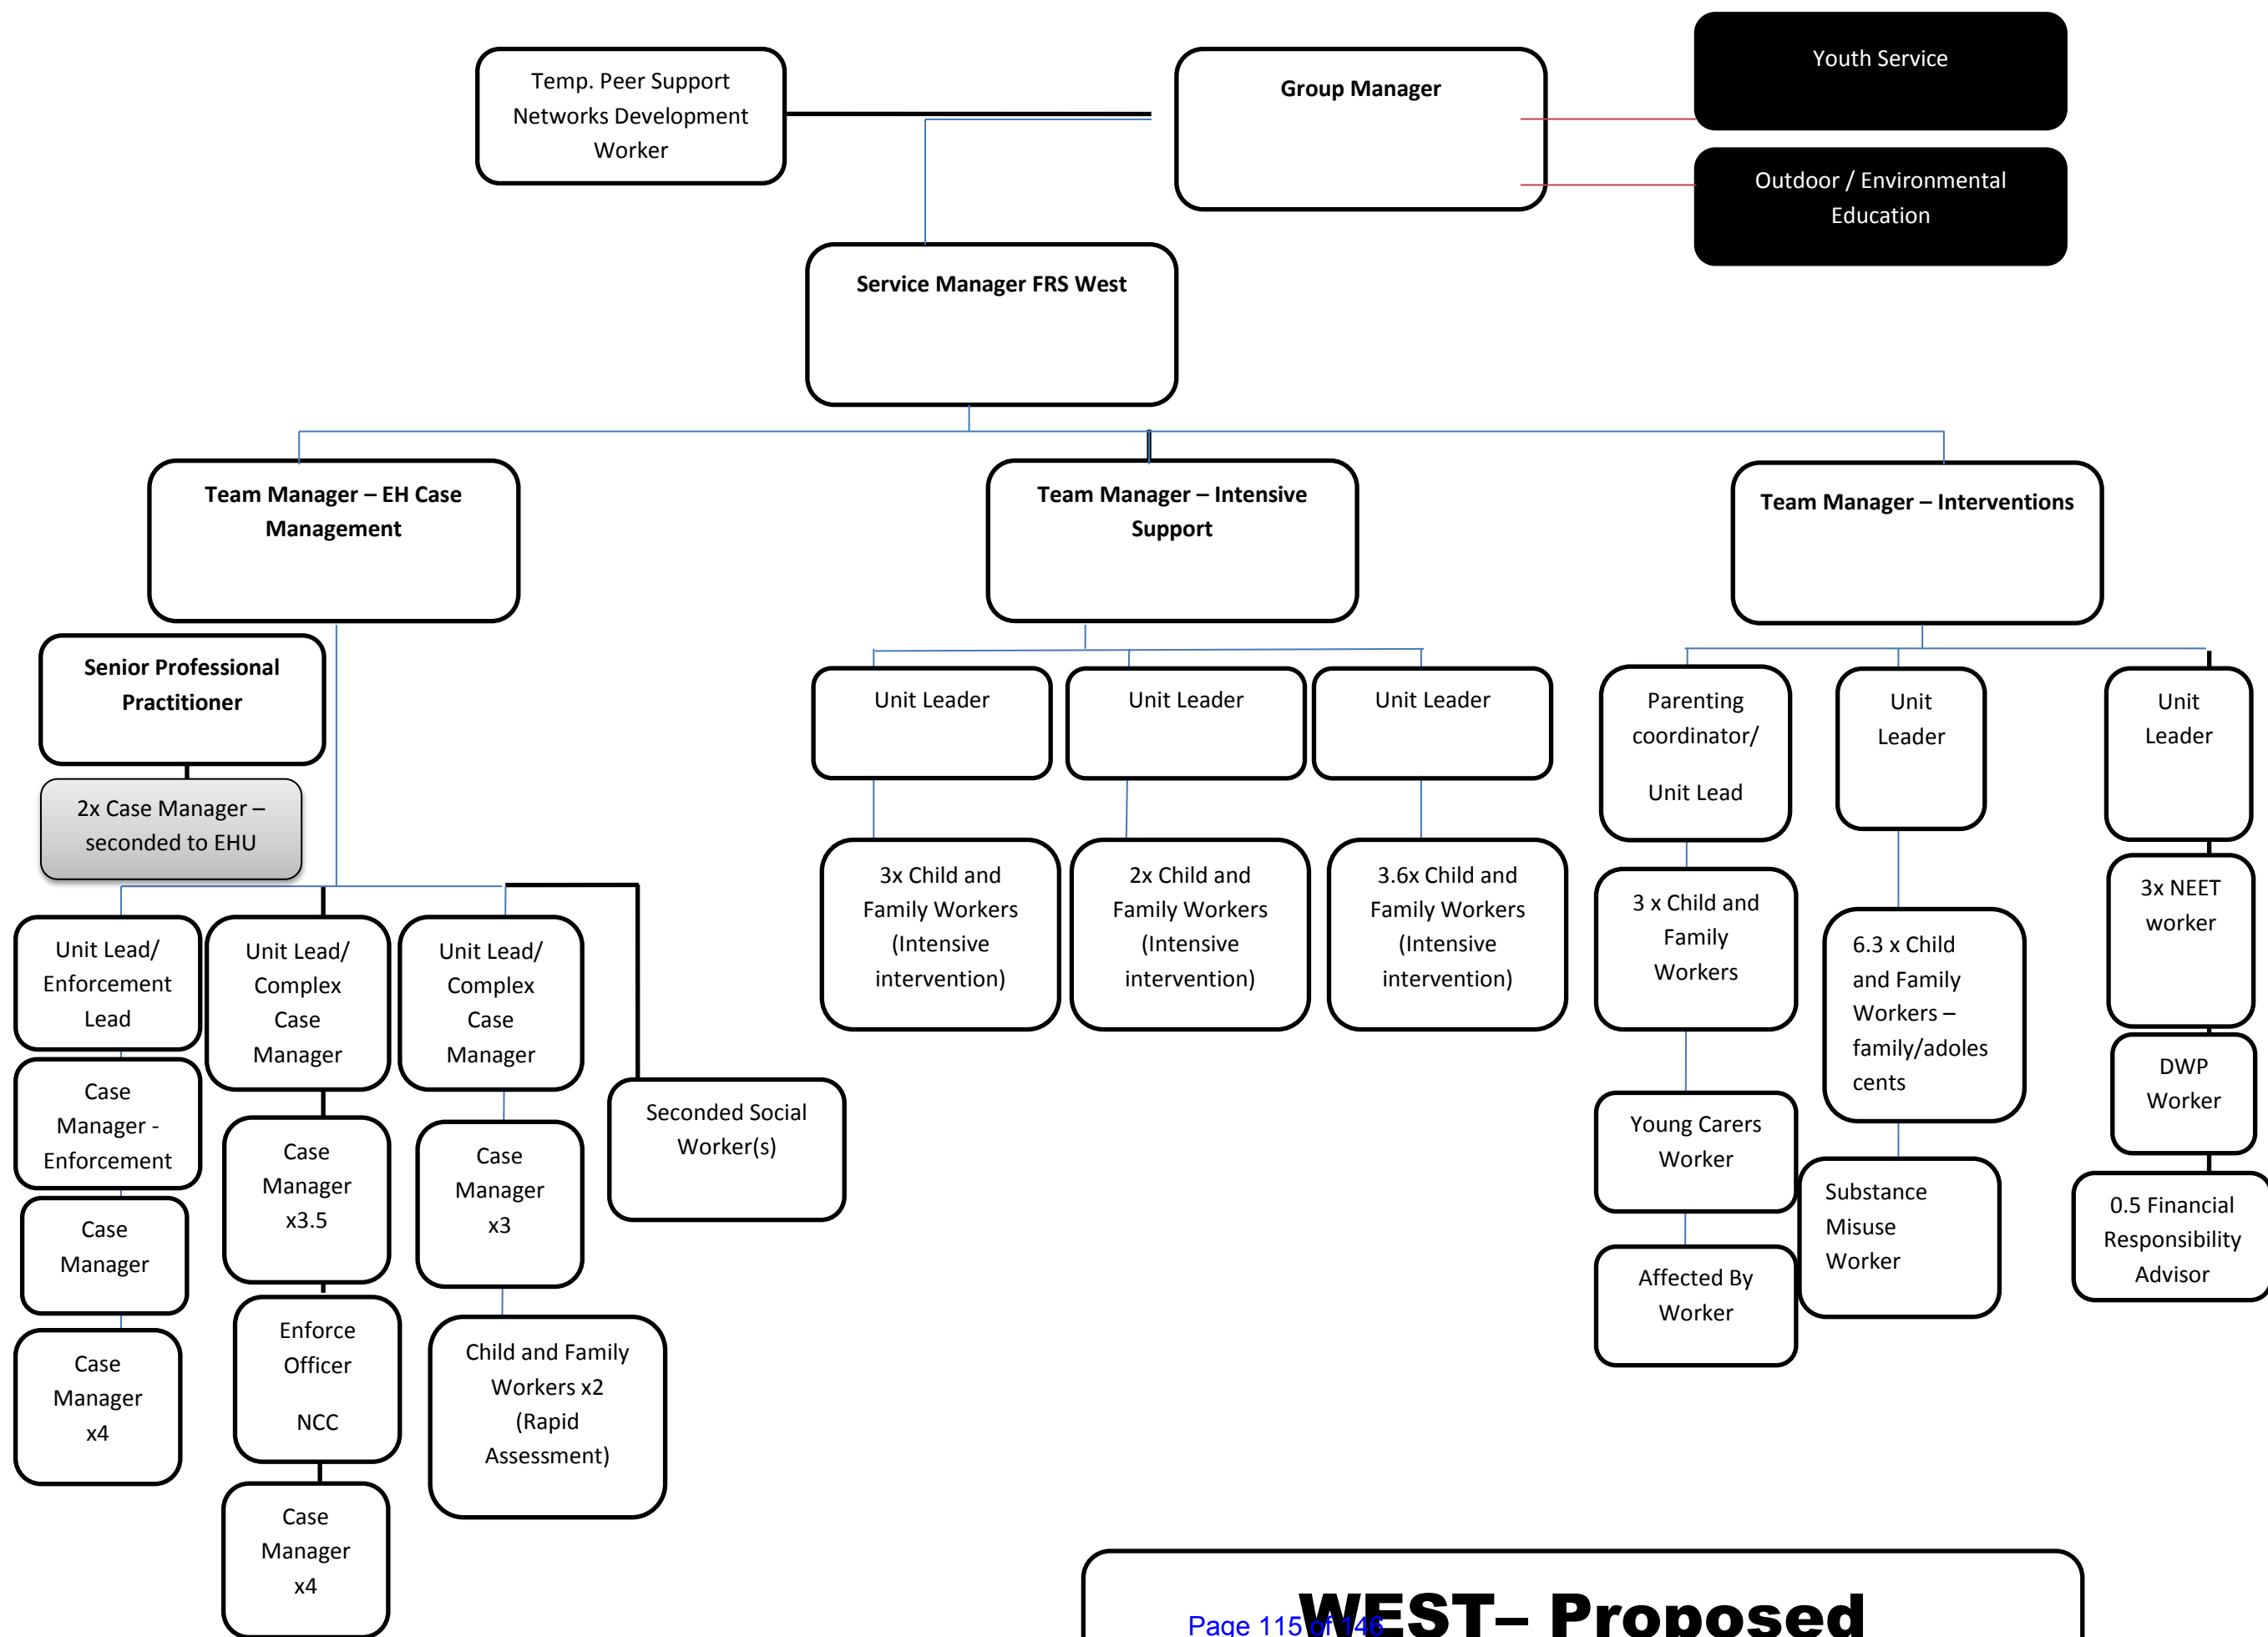 Temp. Peer Support
Networks Development
Worker
Group Manager
Youth Service
Outdoor / Environmental
Education
Service Manager FRS West
Team Manager – EH Case
Management
Team Manager – Intensive
Support
Team Manager – Interventions
Senior Professional
Practitioner
2x Case Manager –
seconded to EHU
Unit Lead/
Enforcement
Lead
Case
Manager -
Enforcement
Case
Manager
Case
Manager
x4
Unit Lead/
Complex
Case
Manager
Case
Manager
x3.5
Enforce
Officer
NCC
Case
Manager
x4
Unit Lead/
Complex
Case
Manager
Case
Manager
x3
Child and Family
Workers x2
(Rapid
Assessment)
Seconded Social
Worker(s)
Unit Leader
3x Child and
Family Workers
(Intensive
intervention)
Unit Leader
2x Child and
Family Workers
(Intensive
intervention)
Unit Leader
3.6x Child and
Family Workers
(Intensive
intervention)
Parenting
coordinator/
Unit Lead
3 x Child and
Family
Workers
Young Carers
Worker
Affected By
Worker
Unit
Leader
6.3 x Child
and Family
Workers –
family/adoles
cents
Substance
Misuse
Worker
Unit
Leader
3x NEET
worker
DWP
Worker
0.5 Financial
Responsibility
Advisor
WEST– Proposed
Page 115 of 146